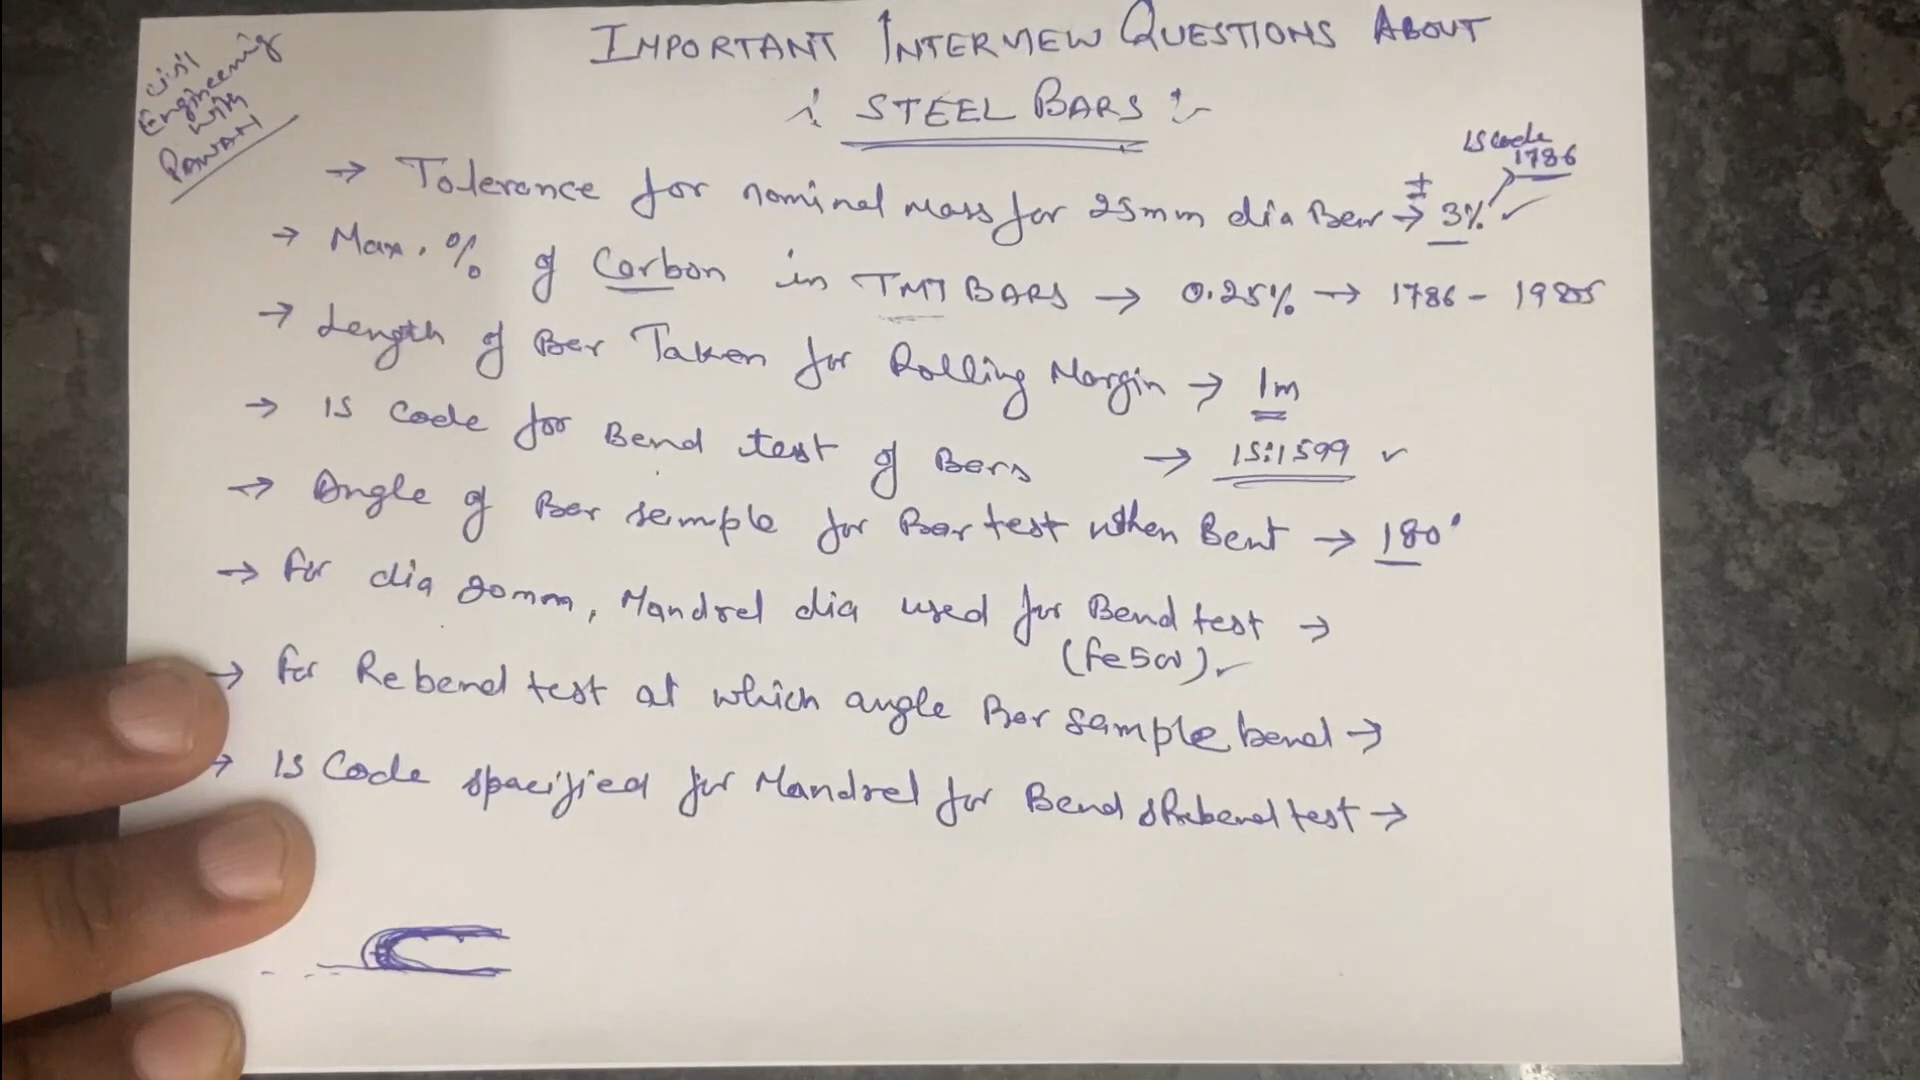 Civil
Engineering
with
PAWAN
IMPORTANT INTERVIEW QUESTIONS ABOUT
STEEL BARS :-
IS code
1786
→ Tolerance for nominal mass for 25mm dia Bar → ± 3% ✓
→ Max. % of Carbon in TMT BARS → 0.25% → 1786 - 1985
→ Length of Bar Taken for Rolling Margin → 1m
→ IS Code for Bend test of Bars → IS:1599 ✓
→ Angle of Bar sample for Bar test when Bent → 180°
→ for dia 20mm, Mandrel dia used for Bend test →
(fe500) ✓
→ for Rebend test at which angle Bar sample bend →
→ IS Code specified for Mandrel for Bend & Rebend test →